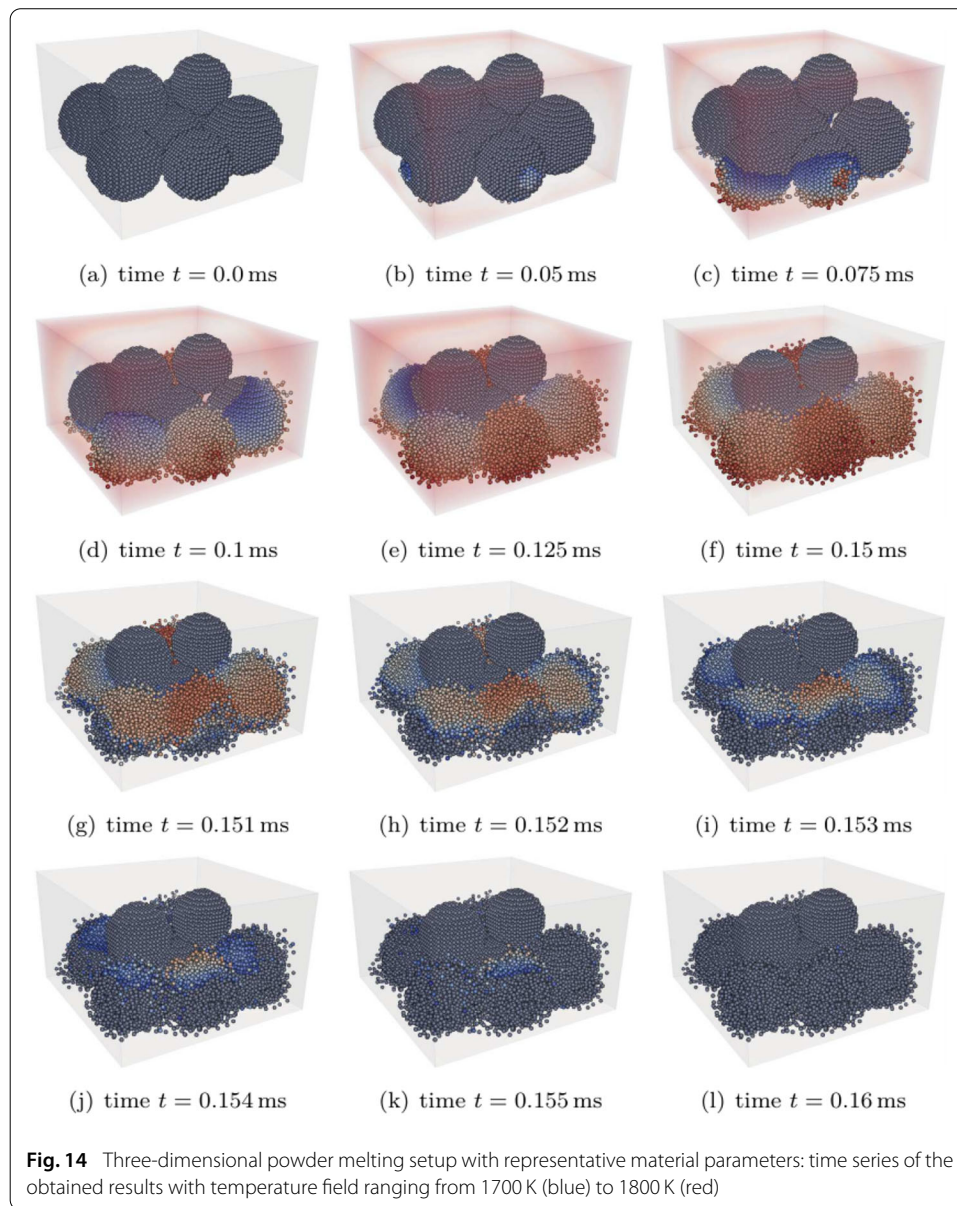 (a) time t = 0.0 ms
(b) time t = 0.05 ms
(c) time t = 0.075 ms
(d) time t = 0.1 ms
(e) time t = 0.125 ms
(f) time t = 0.15 ms
(g) time t = 0.151 ms
(h) time t = 0.152 ms
(i) time t = 0.153 ms
(j) time t = 0.154 ms
(k) time t = 0.155 ms
(l) time t = 0.16 ms
Fig. 14 Three-dimensional powder melting setup with representative material parameters: time series of the
obtained results with temperature field ranging from 1700 K (blue) to 1800 K (red)